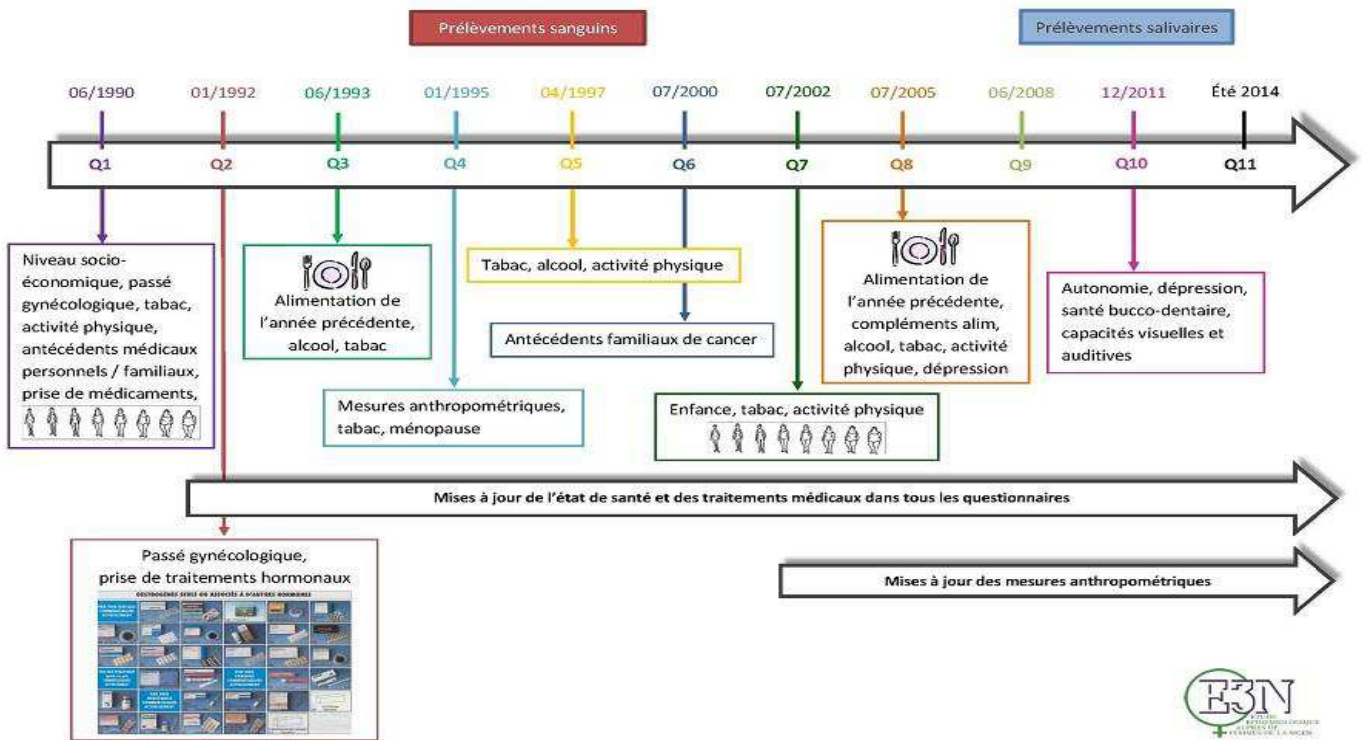 Prélèvements sanguins
Prélèvements salivaires
06/1990
01/1992
06/1993
01/1995
04/1997
07/2000
07/2002
07/2005
06/2008
12/2011
Été 2014
Q1
Q2
Q3
Q4
Q5
Q6
Q7
Q8
Q9
Q10
Q11
Niveau socio-
économique, passé
gynécologique, tabac,
activité physique,
antécédents médicaux
personnels / familiaux,
prise de médicaments,
Alimentation de
l'année précédente,
alcool, tabac
Mesures anthropométriques,
tabac, ménopause
Tabac, alcool, activité physique
Antécédents familiaux de cancer
Enfance, tabac, activité physique
Alimentation de
l'année précédente,
compléments alim,
alcool, tabac, activité
physique, dépression
Autonomie, dépression,
santé bucco-dentaire,
capacités visuelles et
auditives
Mises à jour de l'état de santé et des traitements médicaux dans tous les questionnaires
Mises à jour des mesures anthropométriques
Passé gynécologique,
prise de traitements hormonaux
OESTROGÈNES SEULS OU ASSOCIÉS À D'AUTRES HORMONES
E3N